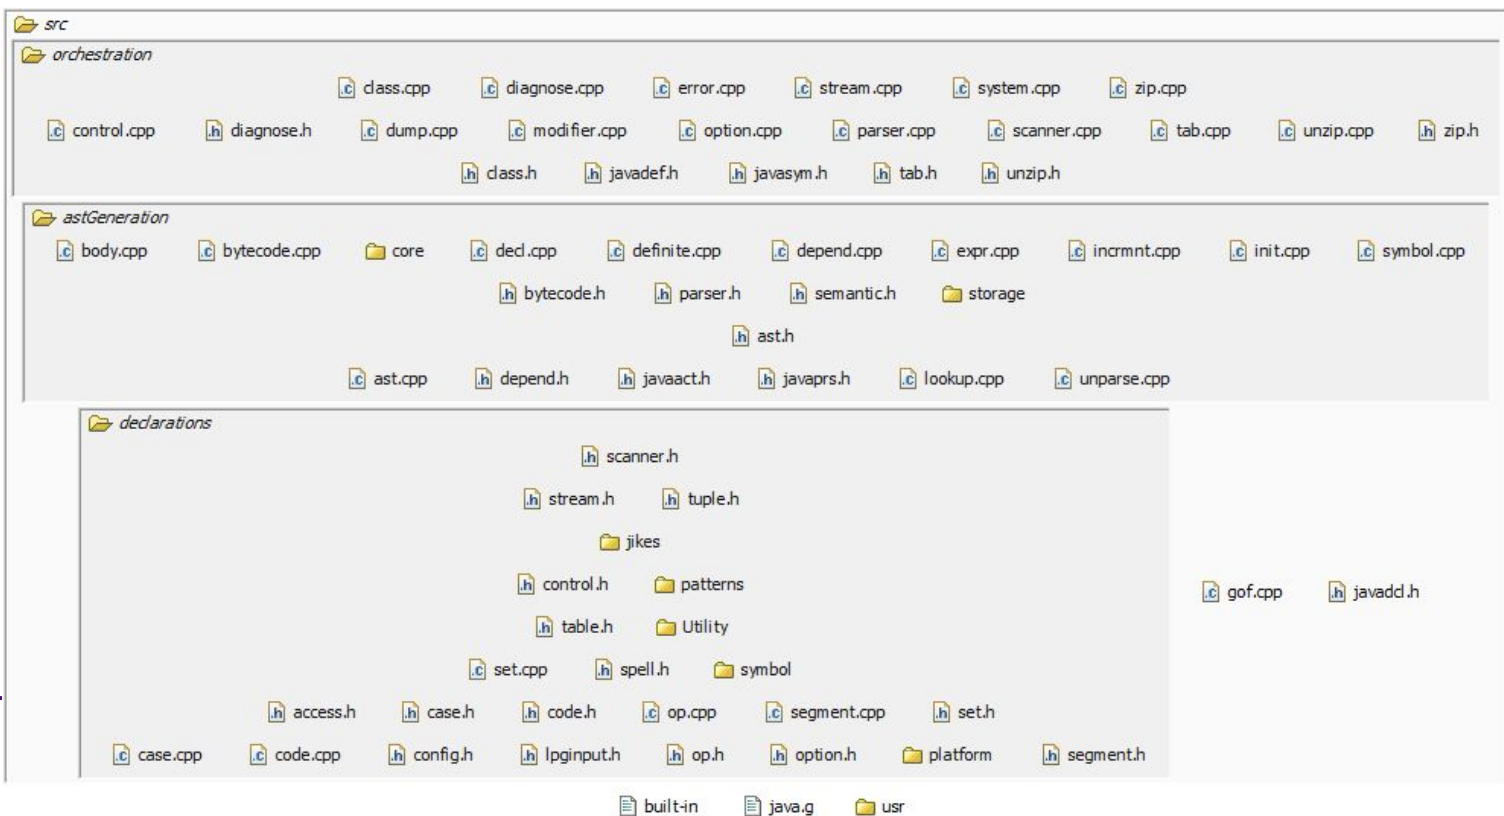 src
orchestration
class.cpp diagnose.cpp error.cpp stream.cpp system.cpp zip.cpp
control.cpp diagnose.h dump.cpp modifier.cpp option.cpp parser.cpp scanner.cpp tab.cpp unzip.cpp zip.h
class.h javadef.h javasym.h tab.h unzip.h
astGeneration
body.cpp bytecode.cpp core decl.cpp definite.cpp depend.cpp expr.cpp incrmnt.cpp init.cpp symbol.cpp
bytecode.h parser.h semantic.h storage
ast.h
ast.cpp depend.h javaact.h javaprs.h lookup.cpp unparse.cpp
declarations
scanner.h
stream.h tuple.h
jikes
control.h patterns
gof.cpp javadcl.h
table.h Utility
set.cpp spell.h symbol
access.h case.h code.h op.cpp segment.cpp set.h
case.cpp code.cpp config.h lpginput.h op.h option.h platform segment.h
built-in java.g usr